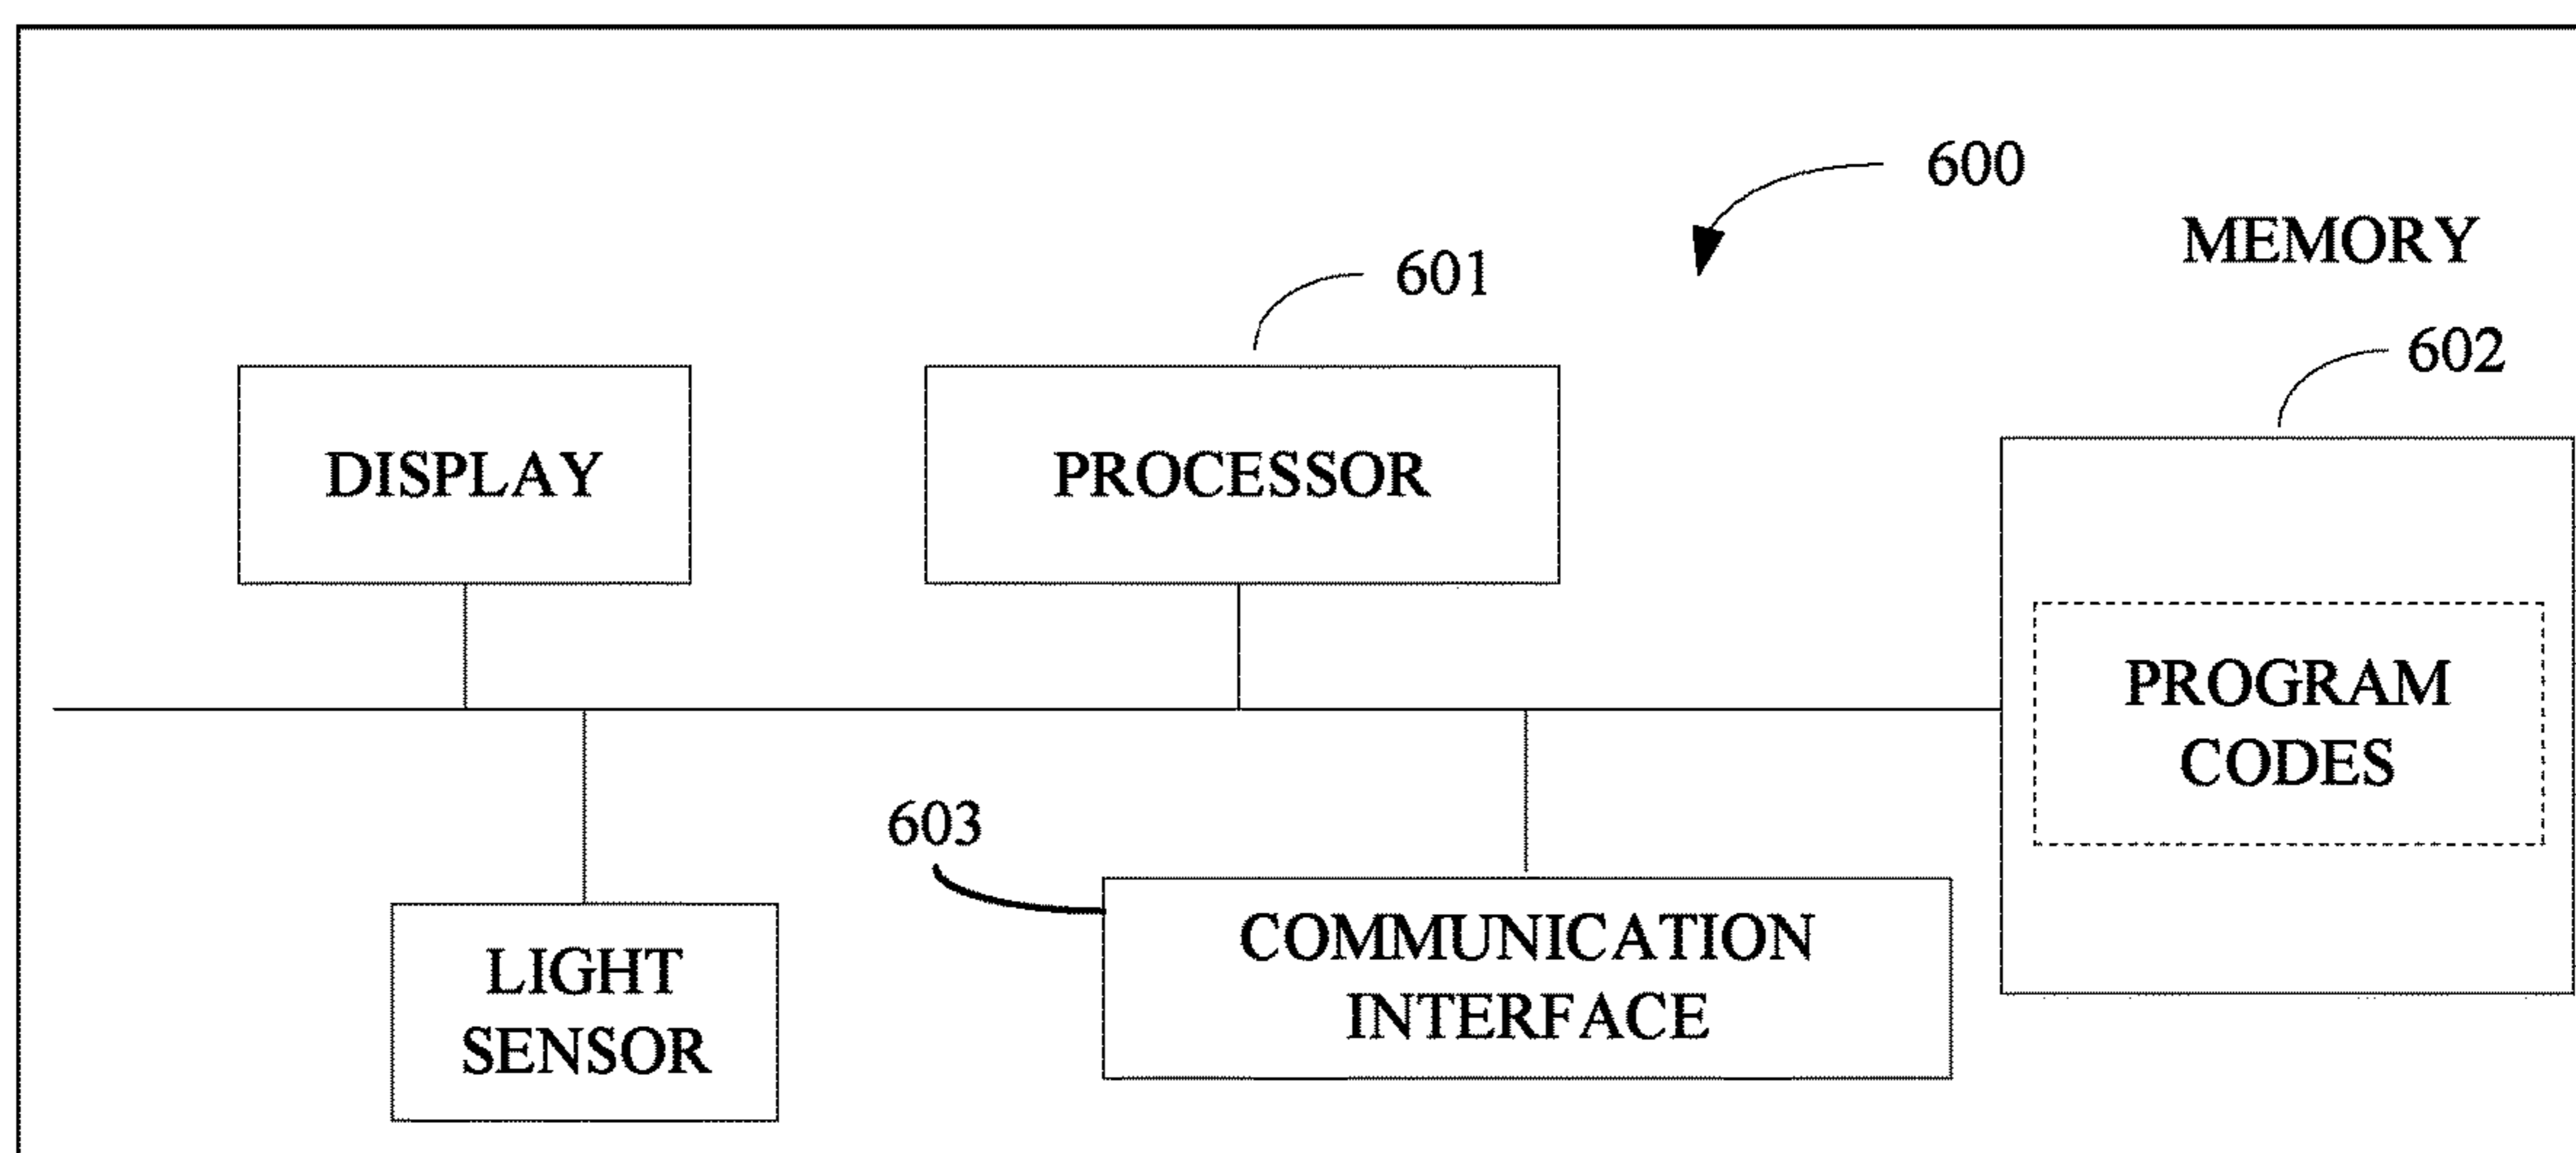 600
MEMORY
601
602
DISPLAY
PROCESSOR
PROGRAM
CODES
603
LIGHT
SENSOR
COMMUNICATION
INTERFACE